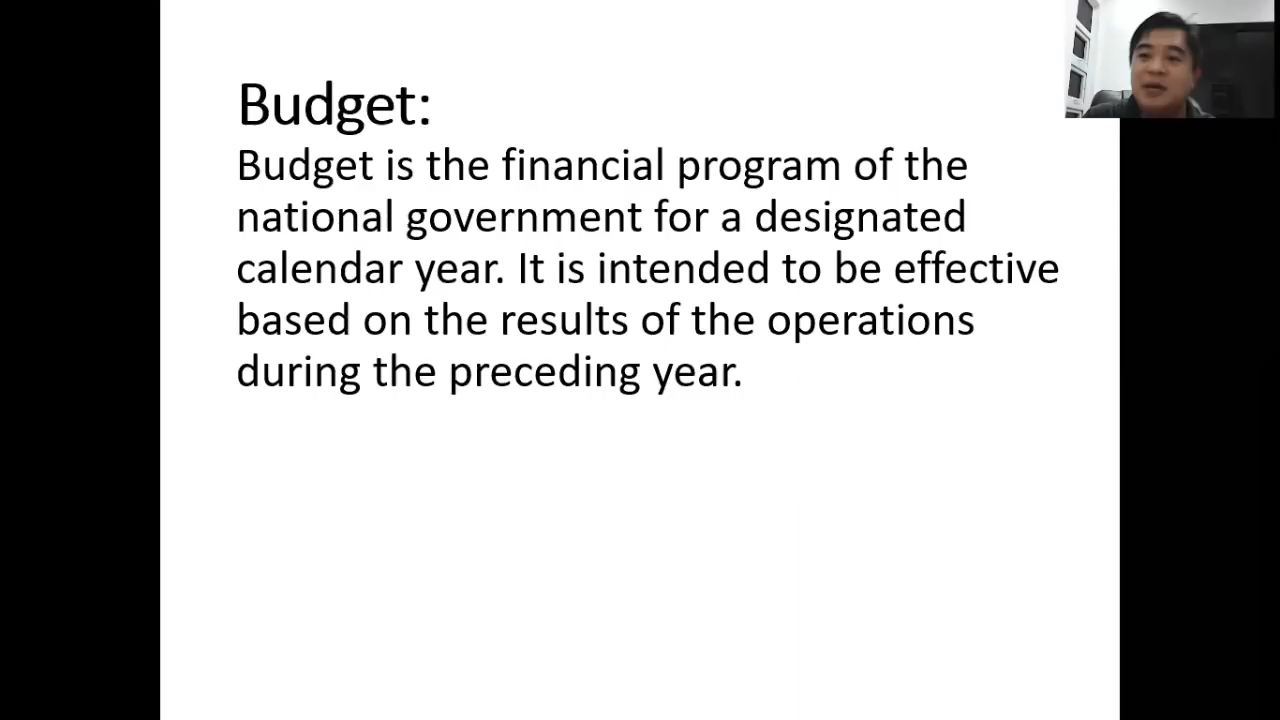 Budget:
Budget is the financial program of the
national government for a designated
calendar year. It is intended to be effective
based on the results of the operations
during the preceding year.